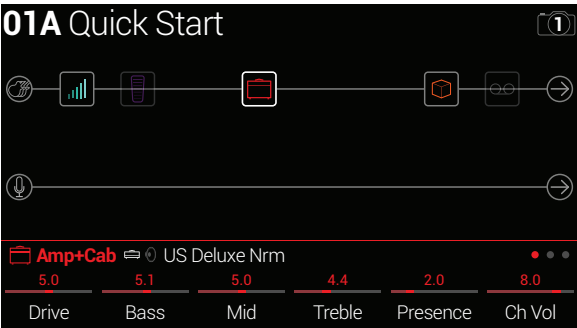 01A Quick Start
1
Amp+Cab US Deluxe Nrm
5.0 5.1 5.0 4.4 2.0 8.0
Drive Bass Mid Treble Presence Ch Vol